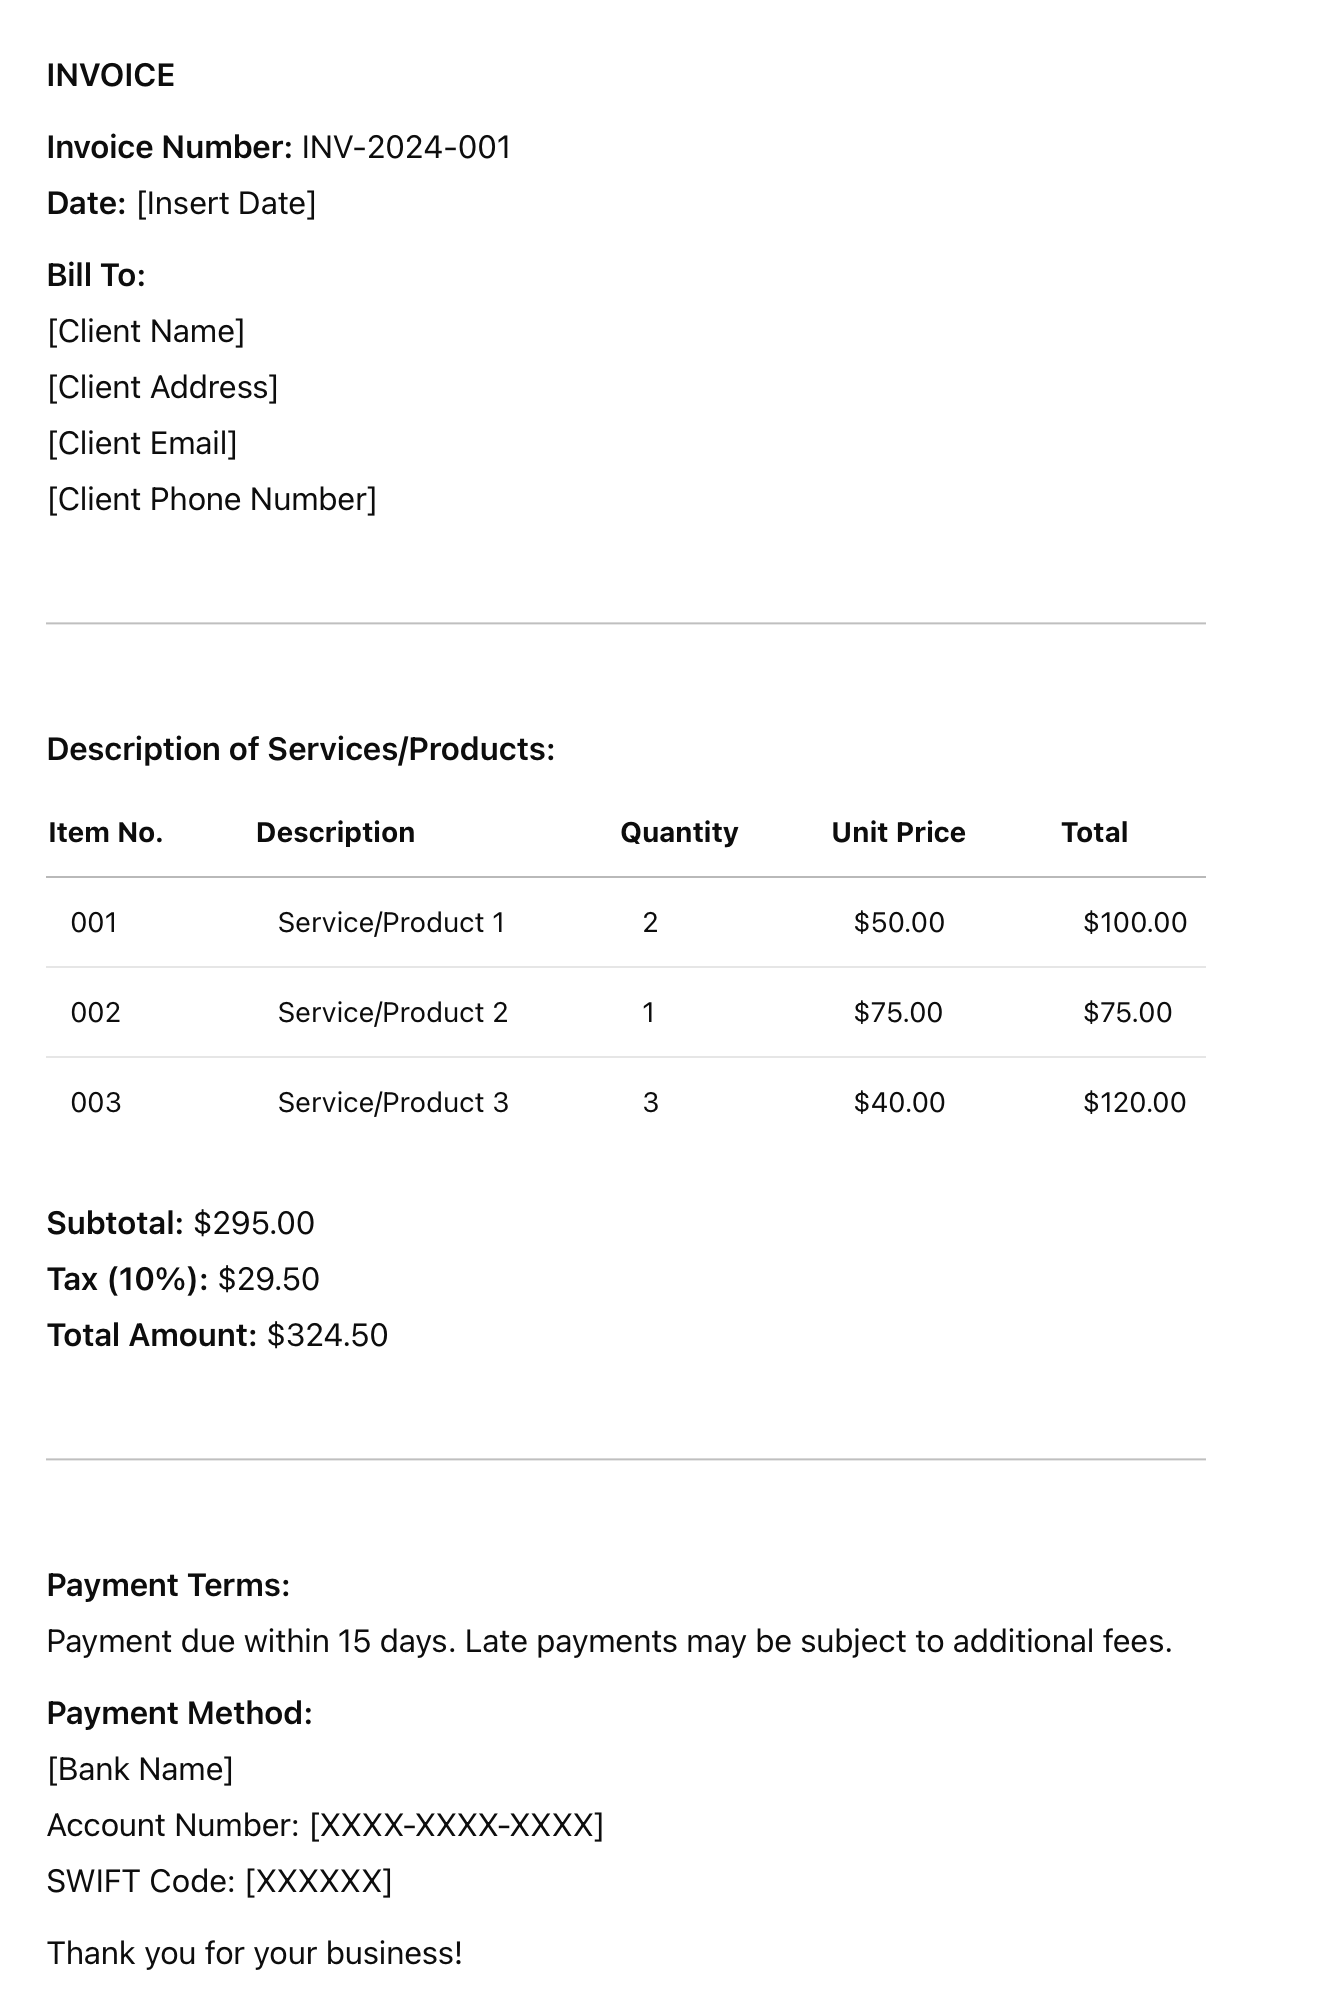 INVOICE
Invoice Number: INV-2024-001
Date: [Insert Date]
Bill To:
[Client Name]
[Client Address]
[Client Email]
[Client Phone Number]
Description of Services/Products:
Item No. Description Quantity Unit Price Total
001 Service/Product 1 2 $50.00 $100.00
002 Service/Product 2 1 $75.00 $75.00
003 Service/Product 3 3 $40.00 $120.00
Subtotal: $295.00
Tax (10%): $29.50
Total Amount: $324.50
Payment Terms:
Payment due within 15 days. Late payments may be subject to additional fees.
Payment Method:
[Bank Name]
Account Number: [XXXX-XXXX-XXXX]
SWIFT Code: [XXXXXX]
Thank you for your business!